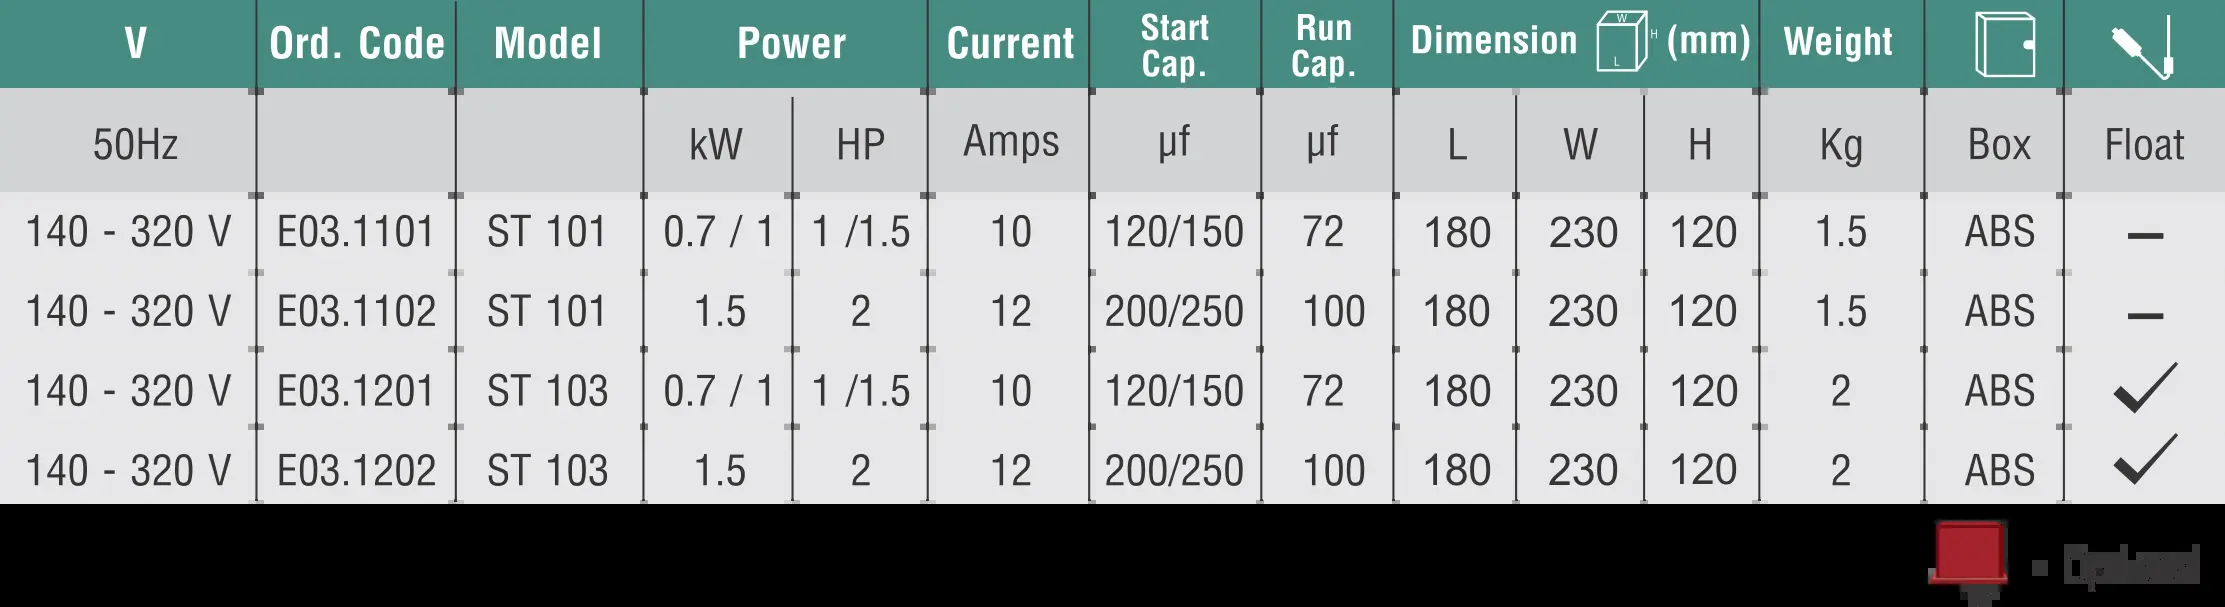 V Ord. Code Model Power Current Start Cap. Run Cap. Dimension W H L (mm) Weight
50Hz kW HP Amps µf µf L W H Kg Box Float
140 - 320 V E03.1101 ST 101 0.7 / 1 1 /1.5 10 120/150 72 180 230 120 1.5 ABS –
140 - 320 V E03.1102 ST 101 1.5 2 12 200/250 100 180 230 120 1.5 ABS –
140 - 320 V E03.1201 ST 103 0.7 / 1 1 /1.5 10 120/150 72 180 230 120 2 ABS ✓
140 - 320 V E03.1202 ST 103 1.5 2 12 200/250 100 180 230 120 2 ABS ✓